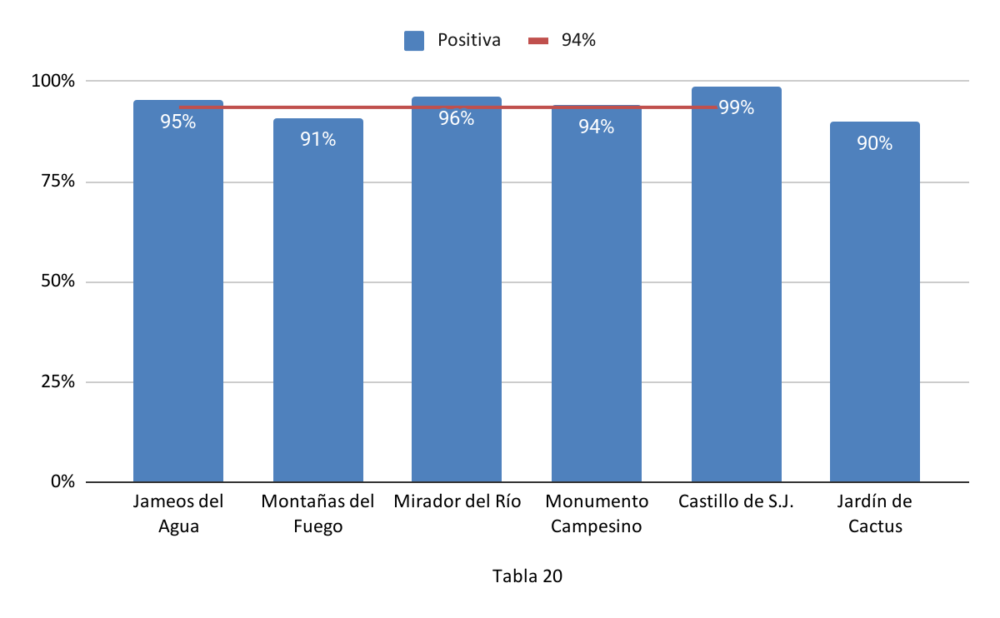 Positiva 94%
100%
75%
50%
25%
0%
95%
91%
96%
94%
99%
90%
Jameos del
Agua
Montañas del
Fuego
Mirador del Río
Monumento
Campesino
Castillo de S.J.
Jardín de
Cactus
Tabla 20